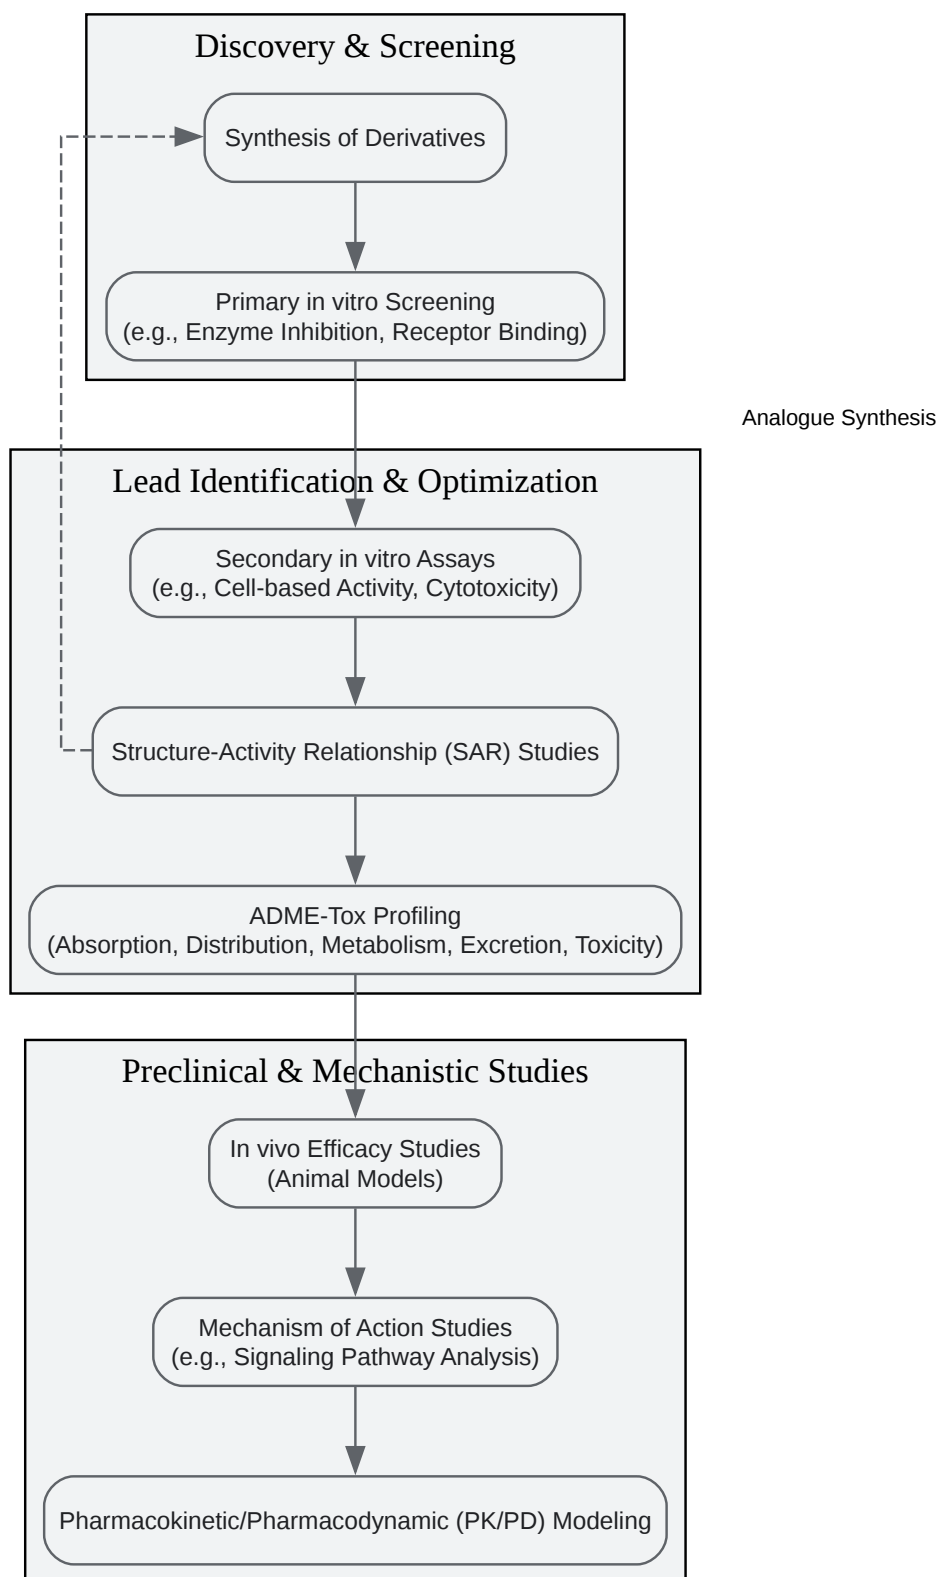 Discovery & Screening
Synthesis of Derivatives
Primary in vitro Screening
(e.g., Enzyme Inhibition, Receptor Binding)
Analogue Synthesis
Lead Identification & Optimization
Secondary in vitro Assays
(e.g., Cell-based Activity, Cytotoxicity)
Structure-Activity Relationship (SAR) Studies
ADME-Tox Profiling
(Absorption, Distribution, Metabolism, Excretion, Toxicity)
Preclinical & Mechanistic Studies
In vivo Efficacy Studies
(Animal Models)
Mechanism of Action Studies
(e.g., Signaling Pathway Analysis)
Pharmacokinetic/Pharmacodynamic (PK/PD) Modeling